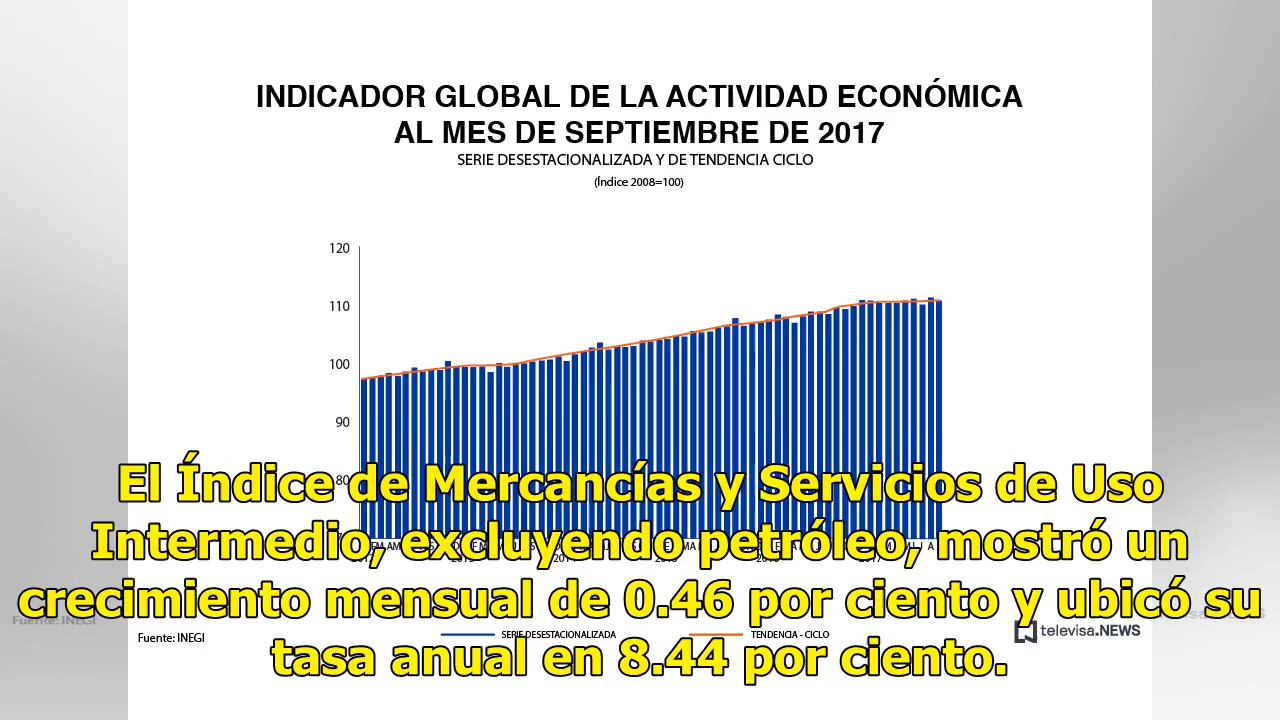 INDICADOR GLOBAL DE LA ACTIVIDAD ECONÓMICA
AL MES DE SEPTIEMBRE DE 2017
SERIE DESESTACIONALIZADA Y DE TENDENCIA CICLO
(Índice 2008=100)
120
110
100
90
80
El Índice de Mercancías y Servicios de Uso
Intermedio, excluyendo petróleo, mostró un
crecimiento mensual de 0.46 por ciento y ubicó su
tasa anual en 8.44 por ciento.
Fuente: INEGI
Fuente: INEGI
SERIE DESESTACIONALIZADA
TENDENCIA - CICLO
televisa.NEWS